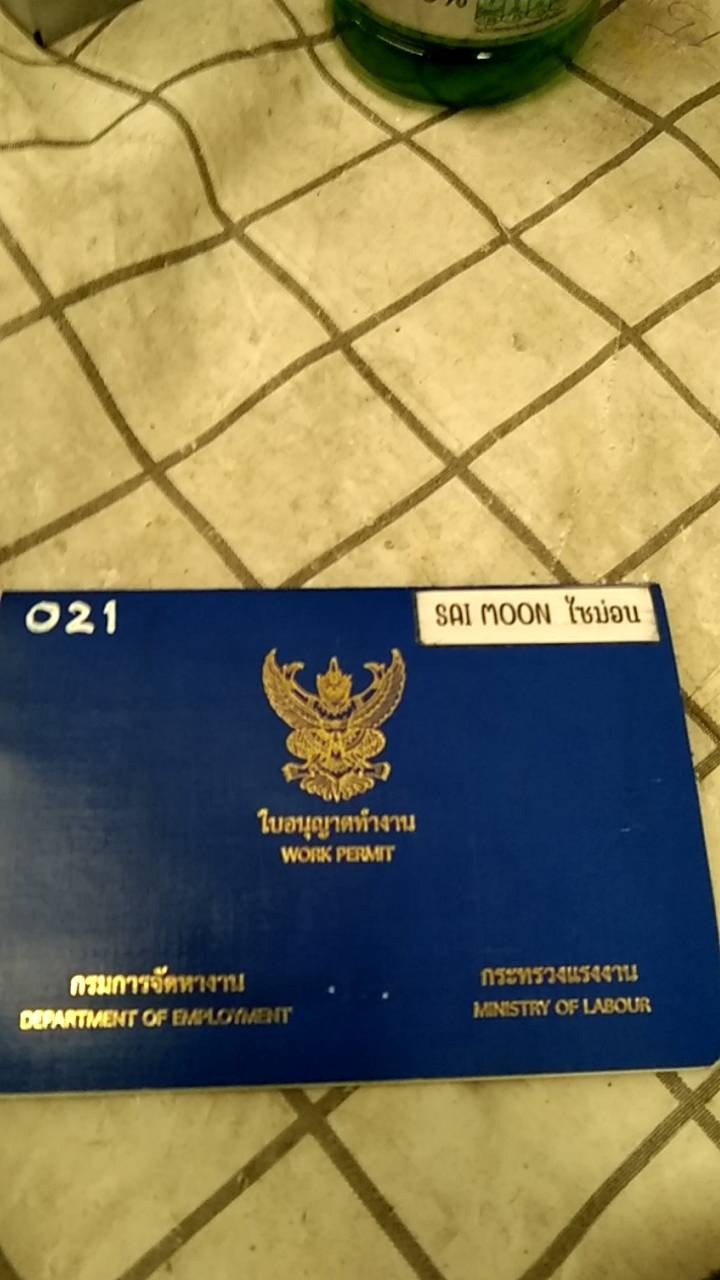 021
SAI MOON ไซม่อน
ใบอนุญาตทำงาน
WORK PERMIT
กรมการจัดหางาน
DEPARTMENT OF EMPLOYMENT
กระทรวงแรงงาน
MINISTRY OF LABOUR